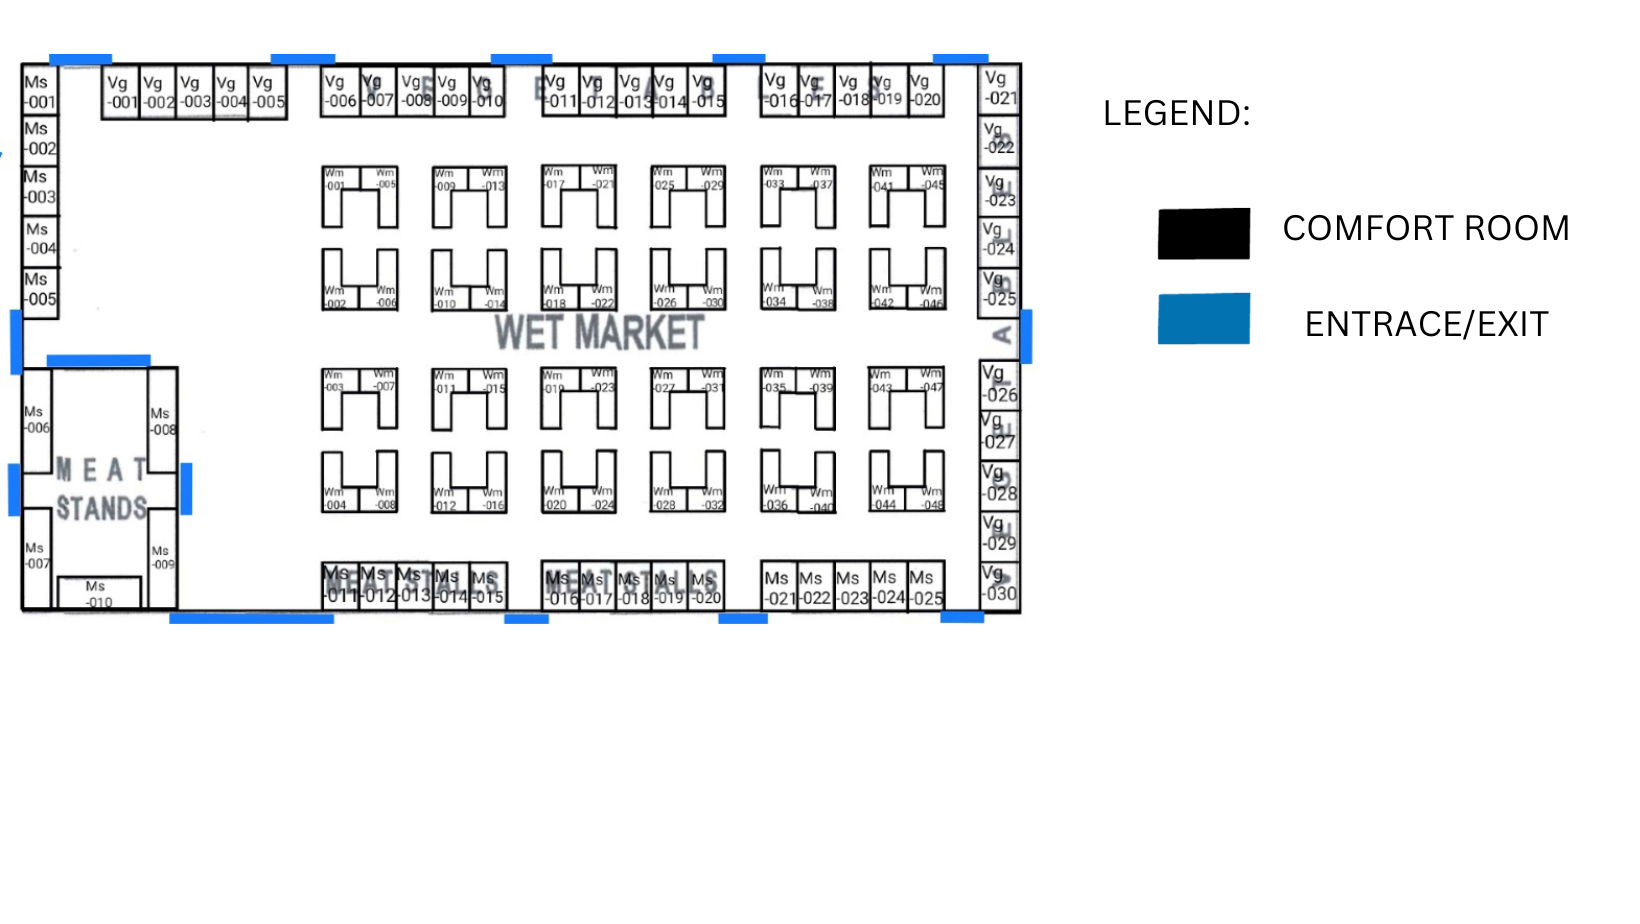 LEGEND:
COMFORT ROOM
ENTRACE/EXIT
VEGETABLES
Ms -001
Vg -001
Vg -002
Vg -003
Vg -004
Vg -005
Vg -006
Vg -007
Vg -008
Vg -009
Vg -010
Vg -011
Vg -012
Vg -013
Vg -014
Vg -015
Vg -016
Vg -017
Vg -018
Vg -019
Vg -020
Vg -021
Ms -002
Vg -022
Ms -003
Vg -023
Ms -004
Vg -024
Ms -005
Vg -025
VEGETABLES
Wm -001
Wm -005
Wm -009
Wm -013
Wm -017
Wm -021
Wm -025
Wm -029
Wm -033
Wm -037
Wm -041
Wm -045
Wm -002
Wm -006
Wm -010
Wm -014
Wm -018
Wm -022
Wm -026
Wm -030
Wm -034
Wm -038
Wm -042
Wm -046
WET MARKET
Wm -003
Wm -007
Wm -011
Wm -015
Wm -019
Wm -023
Wm -027
Wm -031
Wm -035
Wm -039
Wm -043
Wm -047
Vg -026
Vg -027
Vg -028
Vg -029
Vg -030
Wm -004
Wm -008
Wm -012
Wm -016
Wm -020
Wm -024
Wm -028
Wm -032
Wm -036
Wm -040
Wm -044
Wm -048
Ms -006
Ms -008
MEAT
STANDS
Ms -007
Ms -009
Ms -010
MEAT STALLS
Ms -011
Ms -012
Ms -013
Ms -014
Ms -015
MEAT STALLS
Ms -016
Ms -017
Ms -018
Ms -019
Ms -020
Ms -021
Ms -022
Ms -023
Ms -024
Ms -025